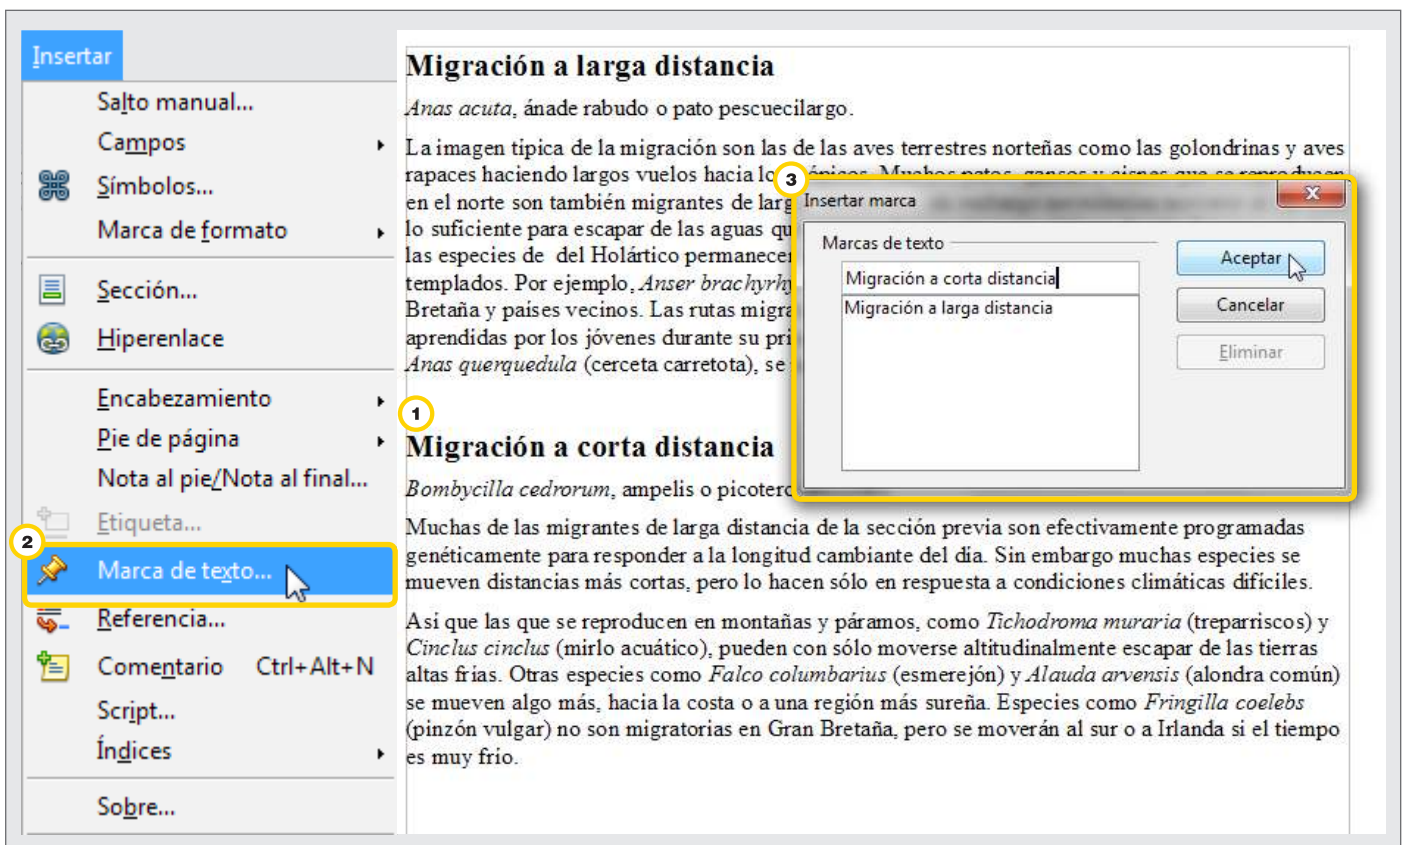 Insertar
Salto manual...
Campos
Símbolos...
Marca de formato
Sección...
Hiperenlace
Encabezamiento
Pie de página
Nota al pie/Nota al final...
Etiqueta...
2
Marca de texto...
Referencia...
Comentario Ctrl+Alt+N
Script...
Índices
Sobre...
Migración a larga distancia
Anas acuta, ánade rabudo o pato pescuecilargo.
La imagen típica de la migración son las de las aves terrestres norteñas como las golondrinas y aves
rapaces haciendo largos vuelos hacia
en el norte son también migrantes de
lo suficiente para escapar de las aguas
las especies de del Holártico
templados. Por ejemplo, Anser
Bretaña y países vecinos. Las rutas
aprendidas por los jóvenes durante su
Anas querquedula (cerceta carretota), se
1
Migración a corta distancia
Bombycilla cedrorum, ampelis o
Muchas de las migrantes de larga distancia de la sección previa son efectivamente programadas
genéticamente para responder a la longitud cambiante del día. Sin embargo muchas especies se
mueven distancias más cortas, pero lo hacen sólo en respuesta a condiciones climáticas difíciles.
Así que las que se reproducen en montañas y páramos, como Tichodroma muraria (treparriscos) y
Cinclus cinclus (mirlo acuático), pueden con sólo moverse altitudinalmente escapar de las tierras
altas frías. Otras especies como Falco columbarius (esmerejón) y Alauda arvensis (alondra común)
se mueven algo más, hacia la costa o a una región más sureña. Especies como Fringilla coelebs
(pinzón vulgar) no son migratorias en Gran Bretaña, pero se moverán al sur o a Irlanda si el tiempo
es muy frío.
3
Insertar marca
Marcas de texto
Migración a corta distancia
Migración a larga distancia
Aceptar
Cancelar
Eliminar